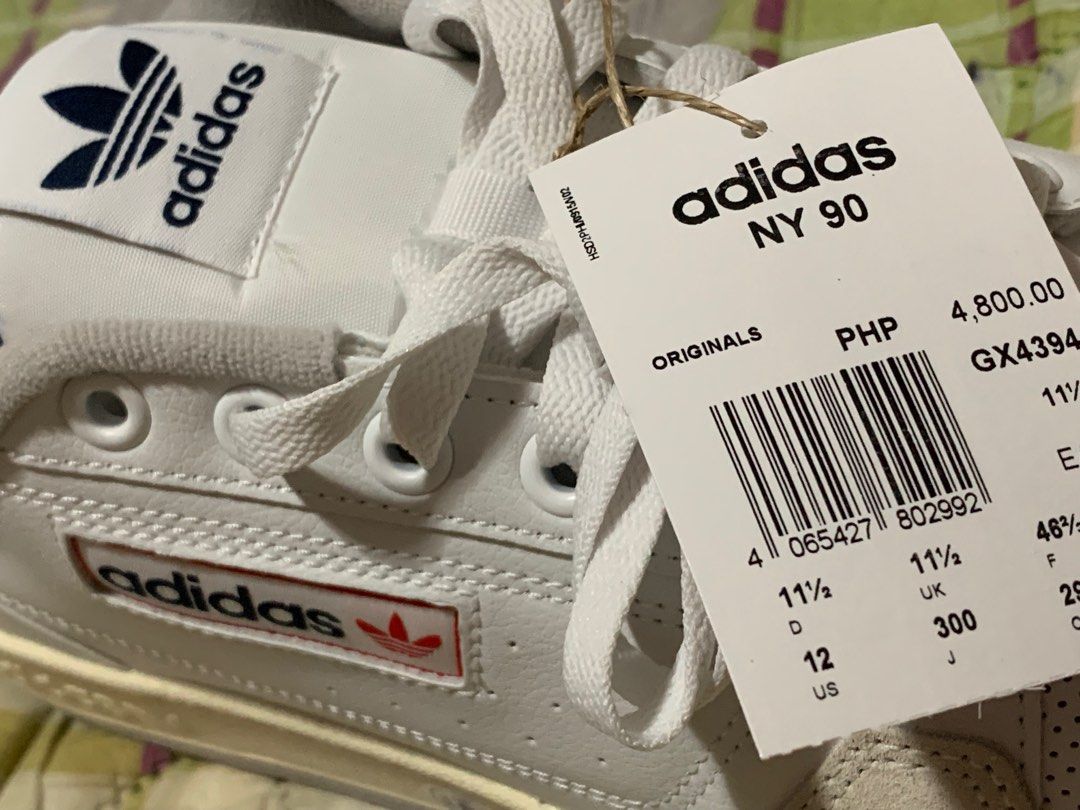 adidas
adidas
adidas
NY 90
ORIGINALS
PHP
4,800.00
GX4394
4 065427 802992
11½
D
11½
UK
F
12
US
300
J